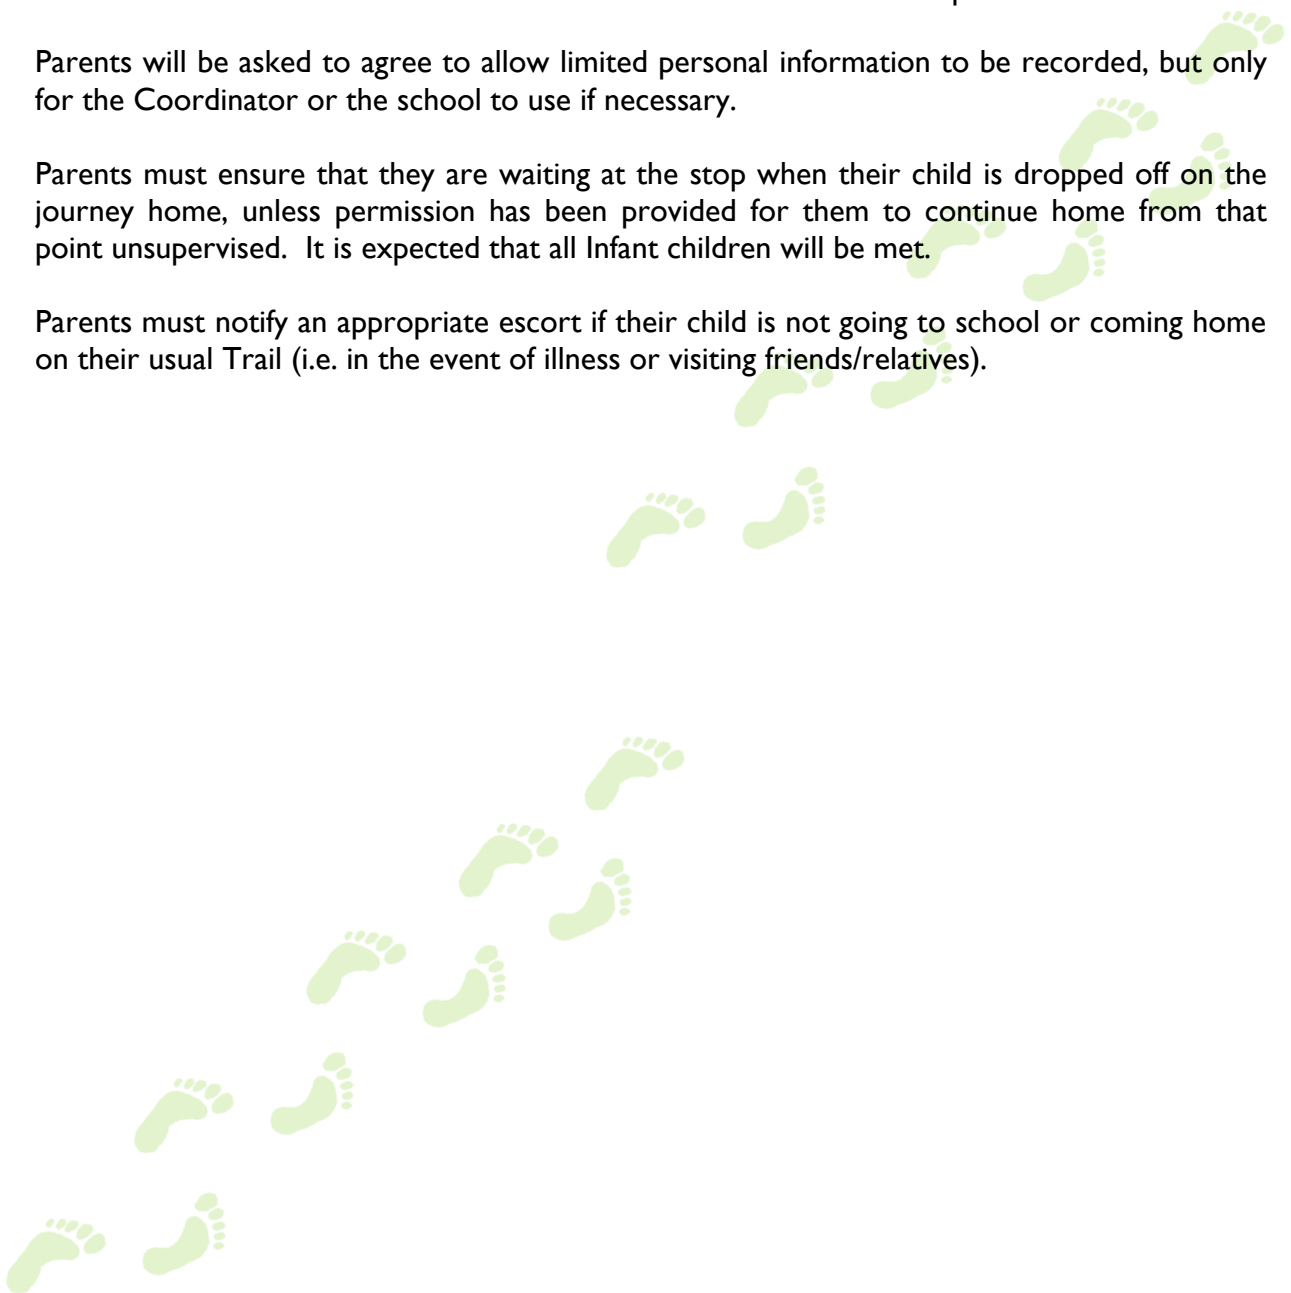 Parents will be asked to agree to allow limited personal information to be recorded, but only
for the Coordinator or the school to use if necessary.
Parents must ensure that they are waiting at the stop when their child is dropped off on the
journey home, unless permission has been provided for them to continue home from that
point unsupervised.  It is expected that all Infant children will be met.
Parents must notify an appropriate escort if their child is not going to school or coming home
on their usual Trail (i.e. in the event of illness or visiting friends/relatives).